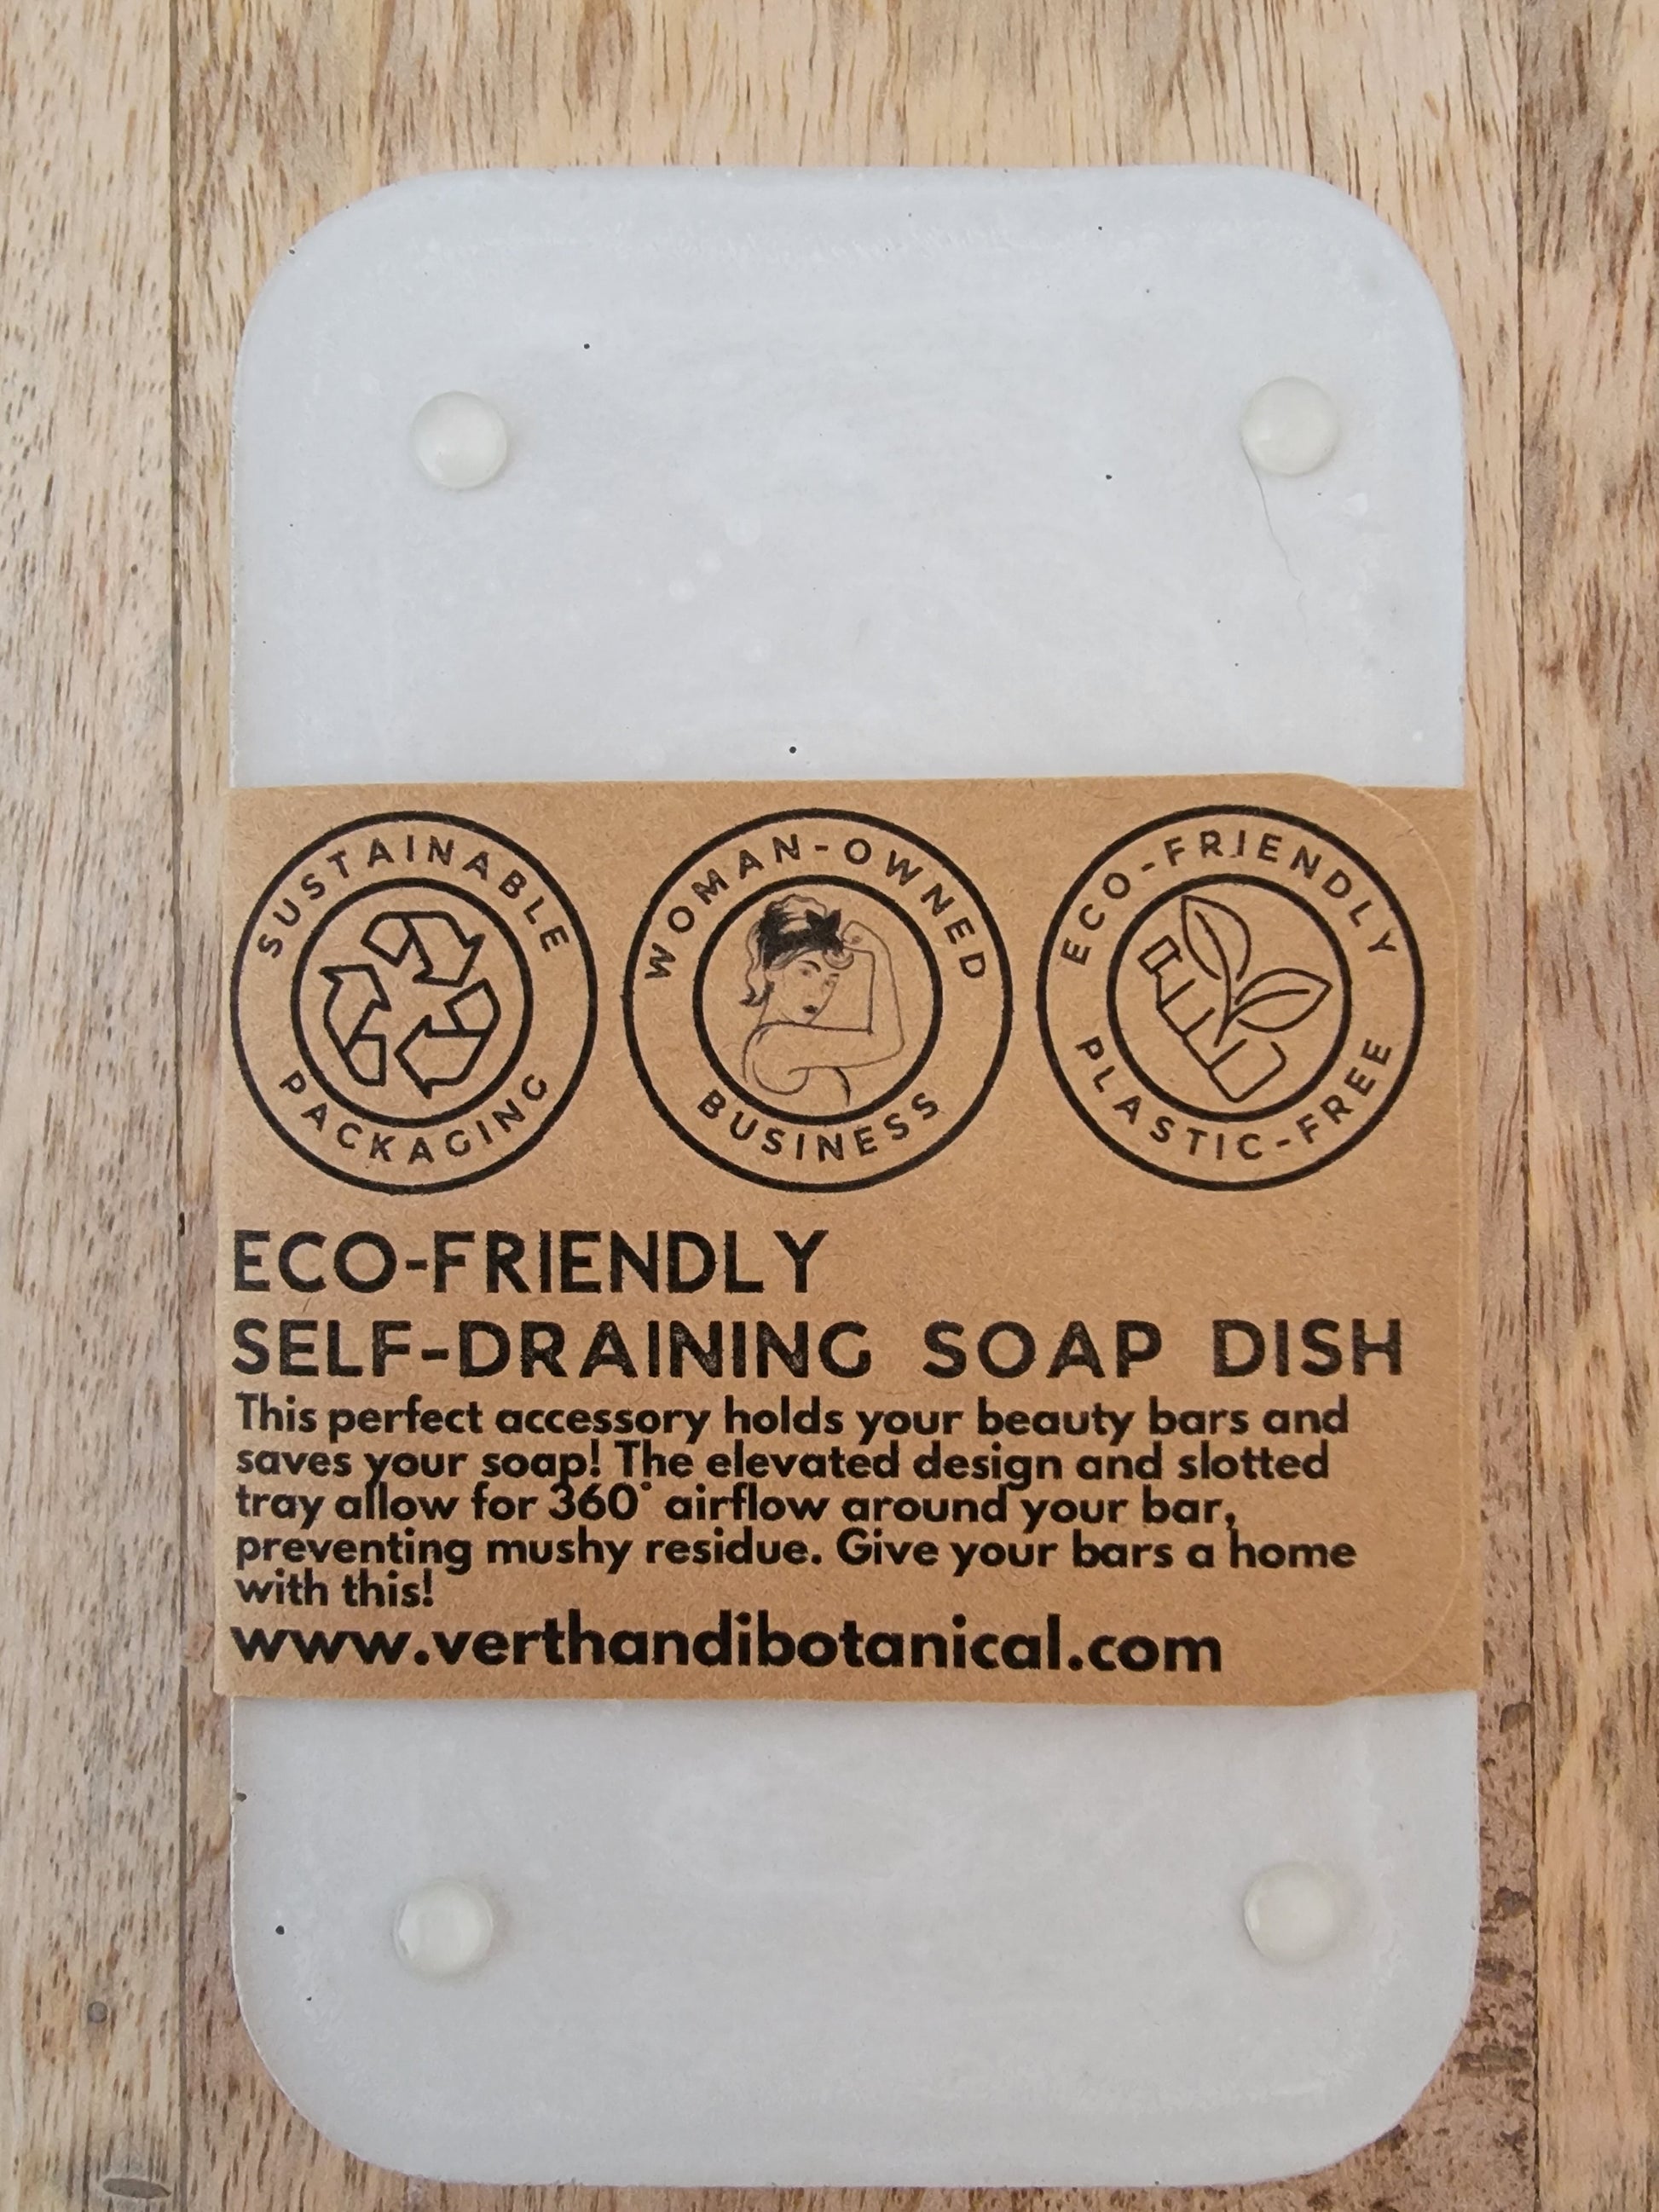 SUSTAINABLE
PACKAGING
WOMAN-OWNED
BUSINESS
ECO-FRIENDLY
PLASTIC-FREE
ECO-FRIENDLY
SELF-DRAINING SOAP DISH
This perfect accessory holds your beauty bars and
saves your soap! The elevated design and slotted
tray allow for 360° airflow around your bar,
preventing mushy residue. Give your bars a home
with this!
www.verthandibotanical.com